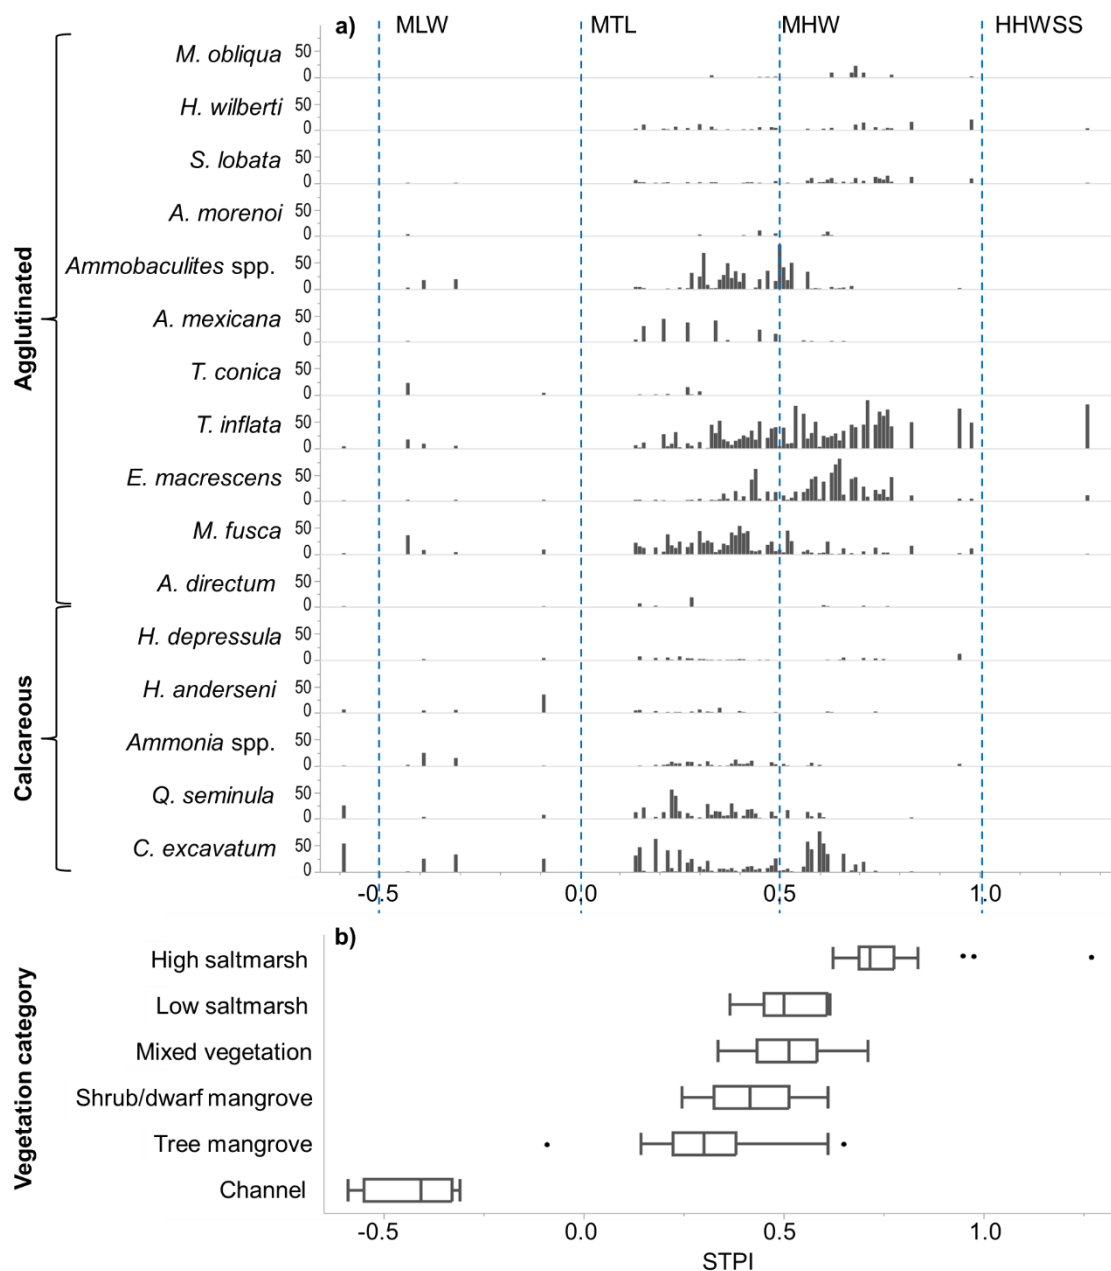 a) MLW MTL MHW HHWSS
Agglutinated
M. obliqua 50 0
H. wilberti 50 0
S. lobata 50 0
A. morenoi 50 0
Ammobaculites spp. 50 0
A. mexicana 50 0
T. conica 50 0
T. inflata 50 0
E. macrescens 50 0
M. fusca 50 0
A. directum 50 0
Calcareous
H. depressula 50 0
H. anderseni 50 0
Ammonia spp. 50 0
Q. seminula 50 0
C. excavatum 50 0
-0.5 0.0 0.5 1.0
b)
Vegetation category
High saltmarsh
Low saltmarsh
Mixed vegetation
Shrub/dwarf mangrove
Tree mangrove
Channel
-0.5 0.0 0.5 1.0
STPI